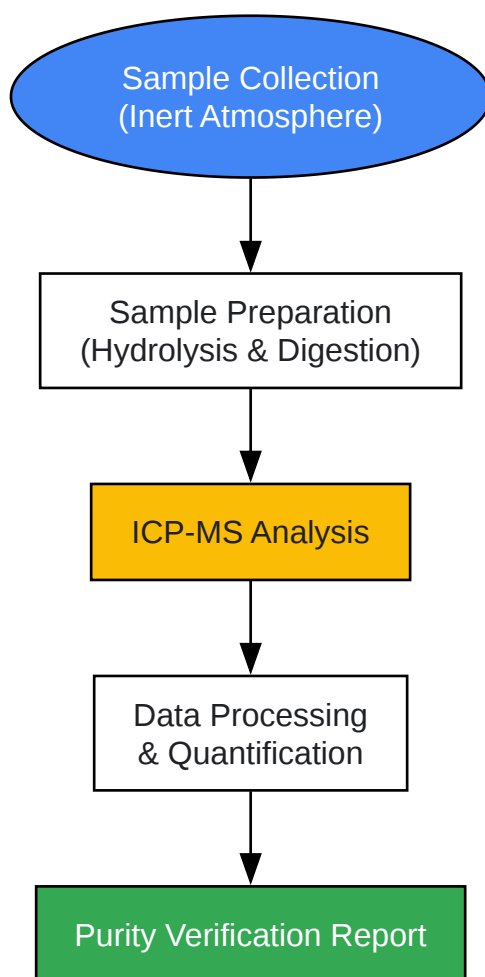 Sample Collection
(Inert Atmosphere)
Sample Preparation
(Hydrolysis & Digestion)
ICP-MS Analysis
Data Processing
& Quantification
Purity Verification Report